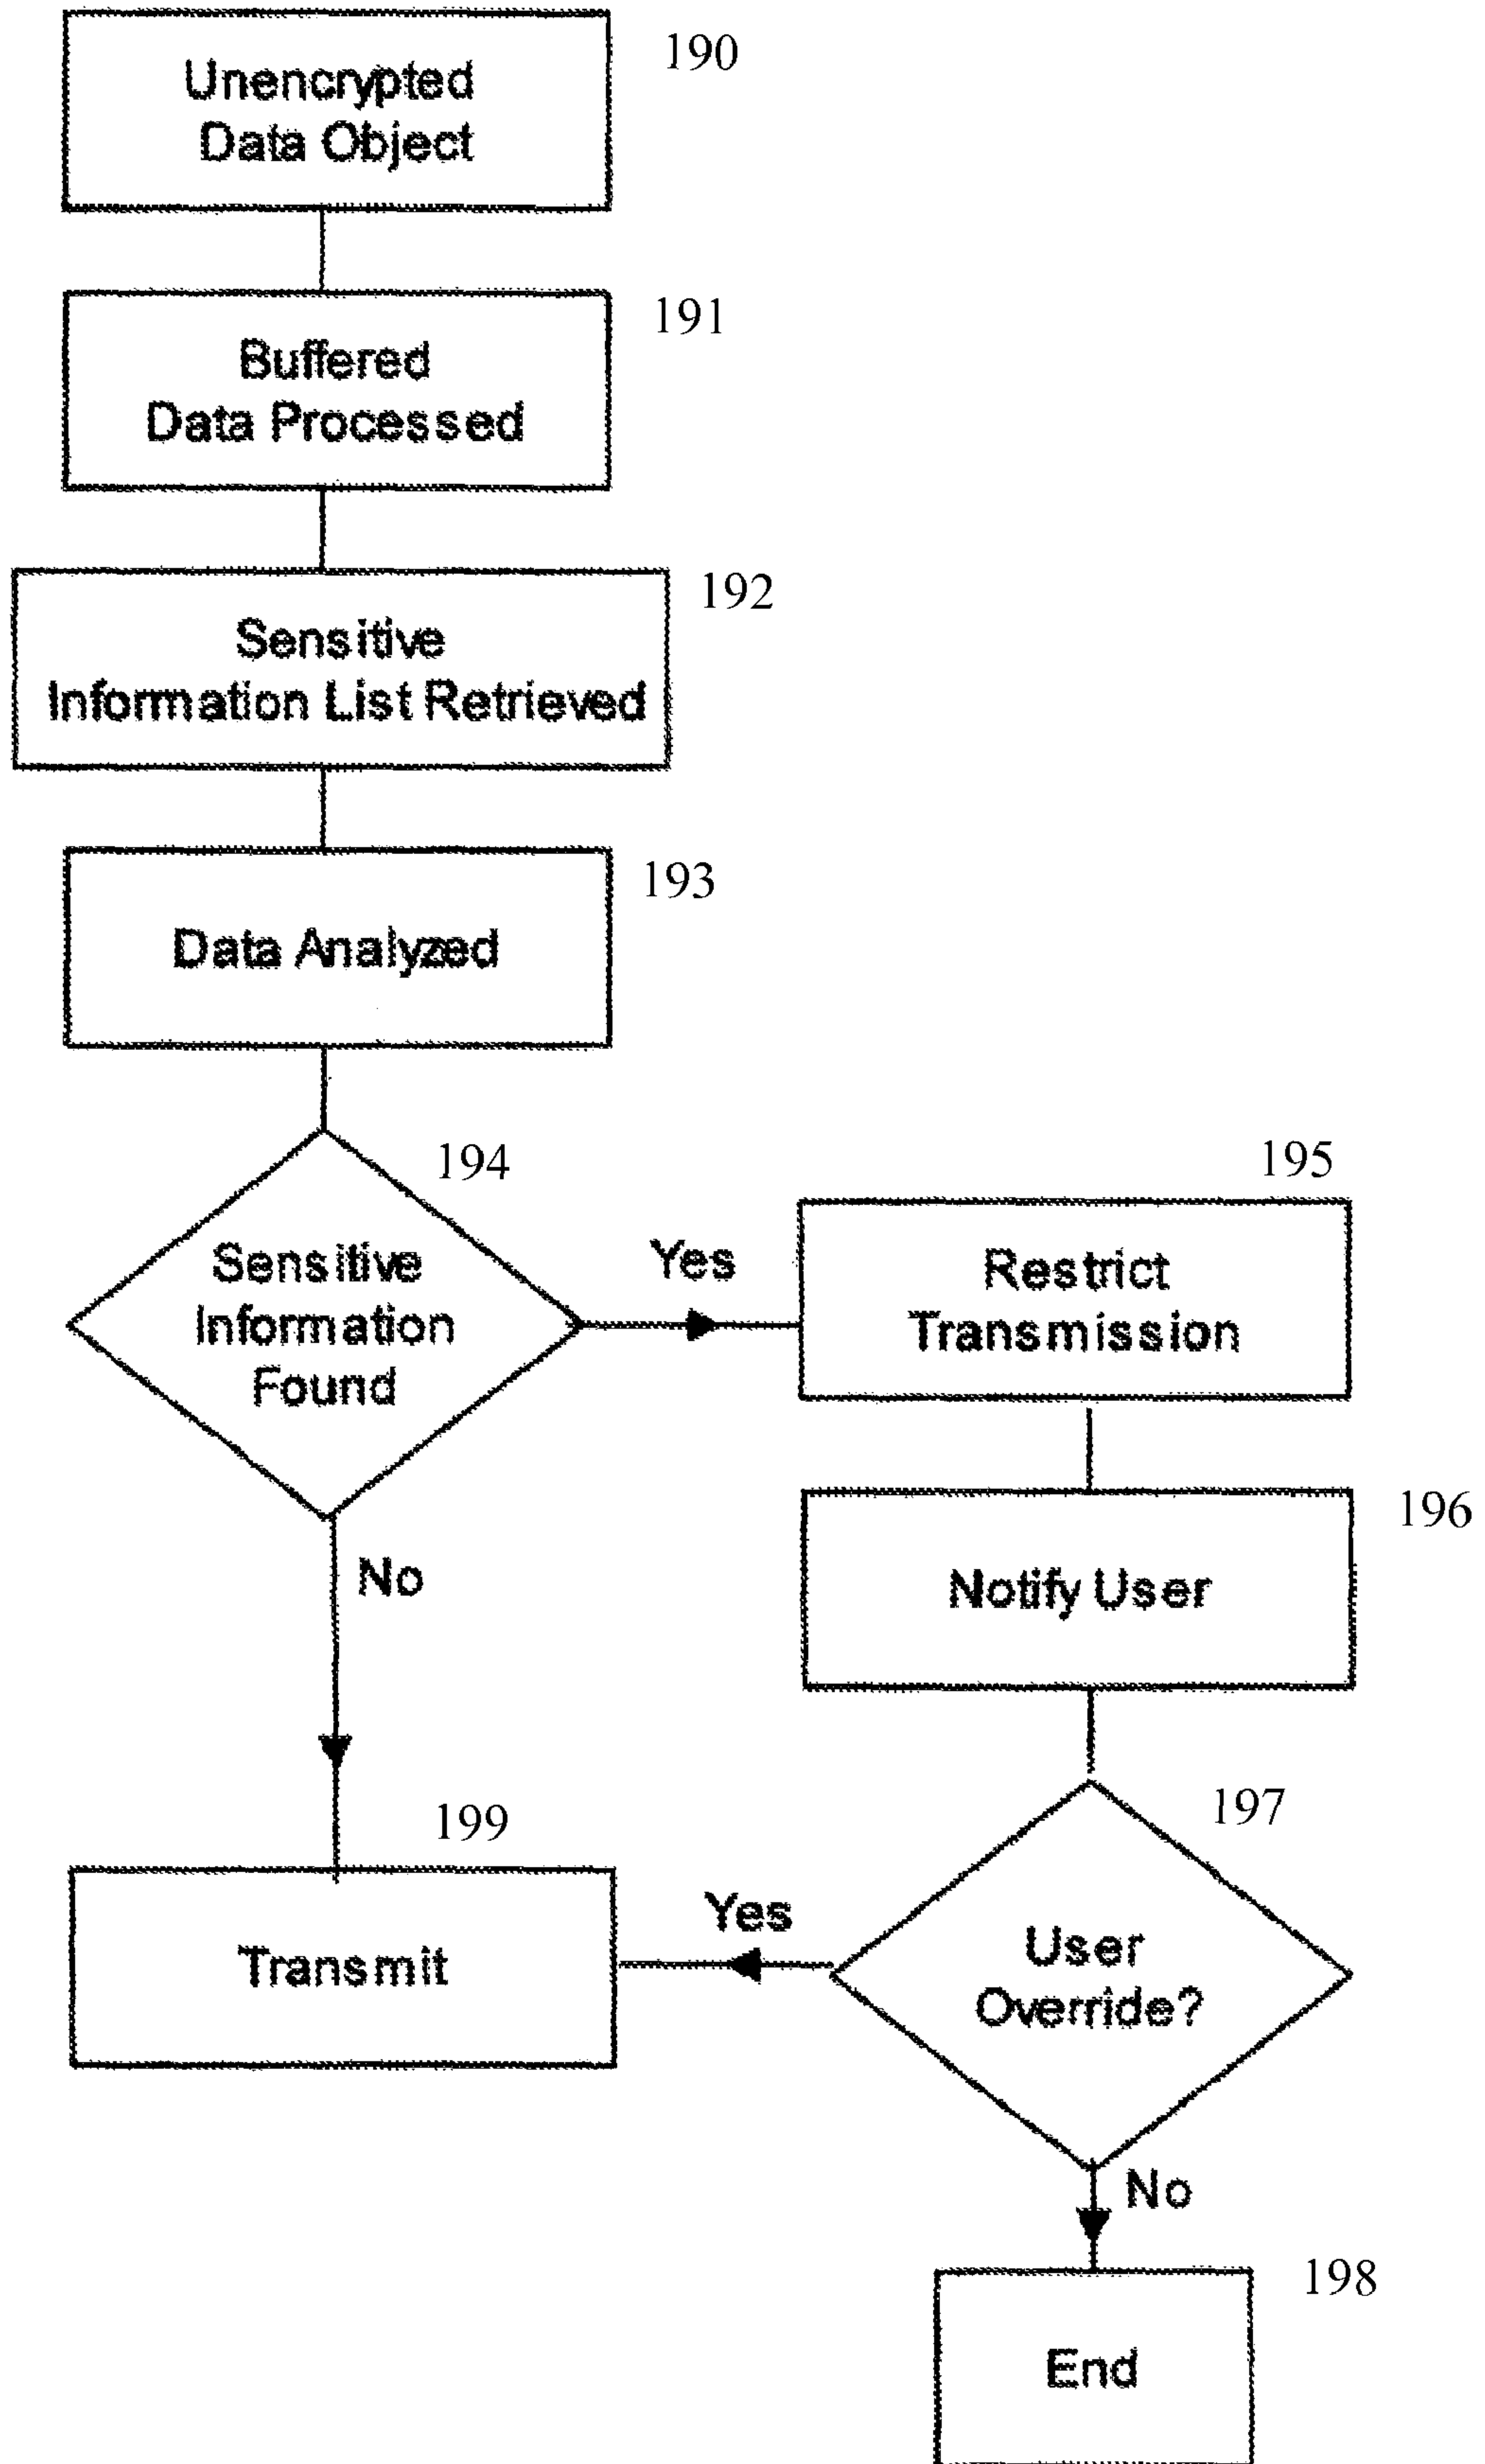 190
Unencrypted
Data Object
191
Buffered
Data Processed
192
Sensitive
Information List Retrieved
193
Data Analyzed
194
Sensitive
Information
Found
Yes
195
Restrict
Transmission
No
196
Notify User
199
Transmit
Yes
197
User
Override?
No
198
End